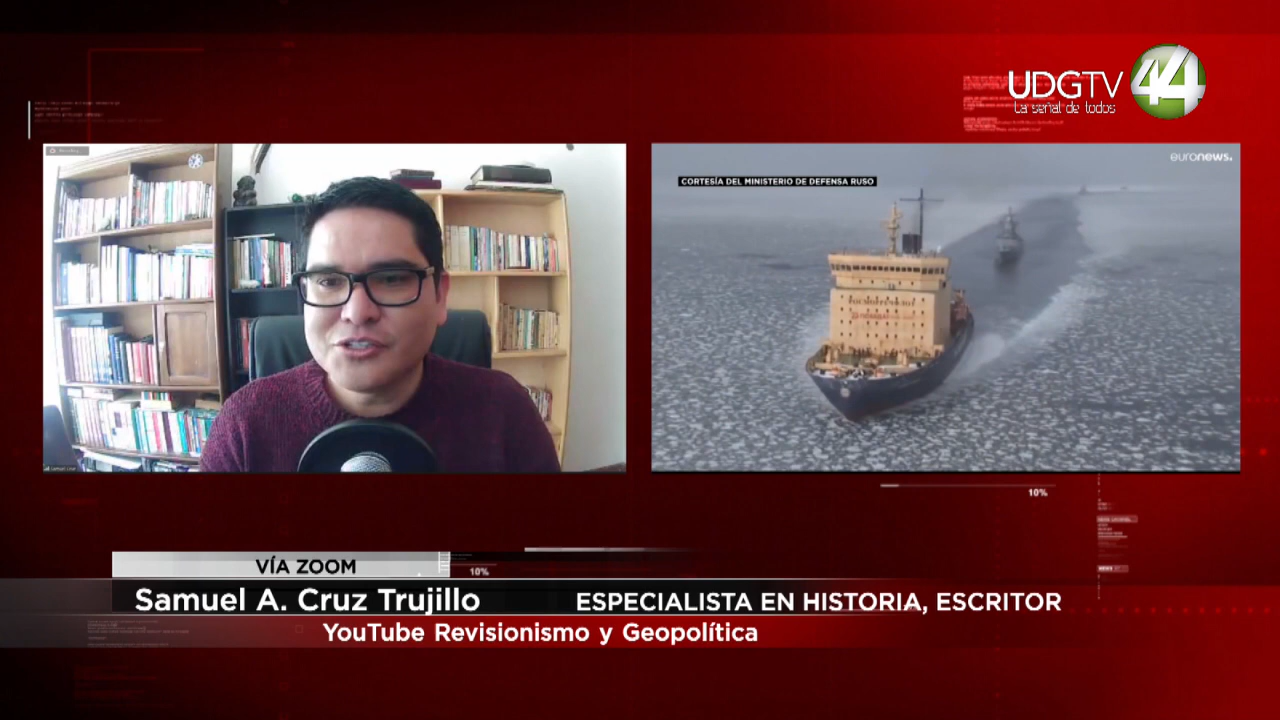 UDGTV 44
La señal de todos
euronews.
CORTESÍA DEL MINISTERIO DE DEFENSA RUSO
10%
VÍA ZOOM
10%
Samuel A. Cruz Trujillo
ESPECIALISTA EN HISTORIA, ESCRITOR
YouTube Revisionismo y Geopolítica